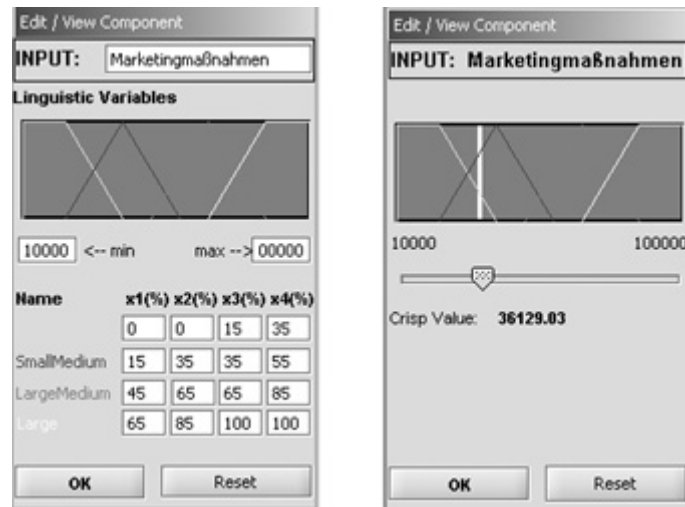 Edit / View Component
INPUT: Marketingmaßnahmen
Linguistic Variables
10000 <-- min max --> 00000
Name x1(%) x2(%) x3(%) x4(%)
0 0 15 35
SmallMedium 15 35 35 55
LargeMedium 45 65 65 85
Large 65 85 100 100
OK Reset
Edit / View Component
INPUT: Marketingmaßnahmen
10000 100000
Crisp Value: 36129.03
OK Reset